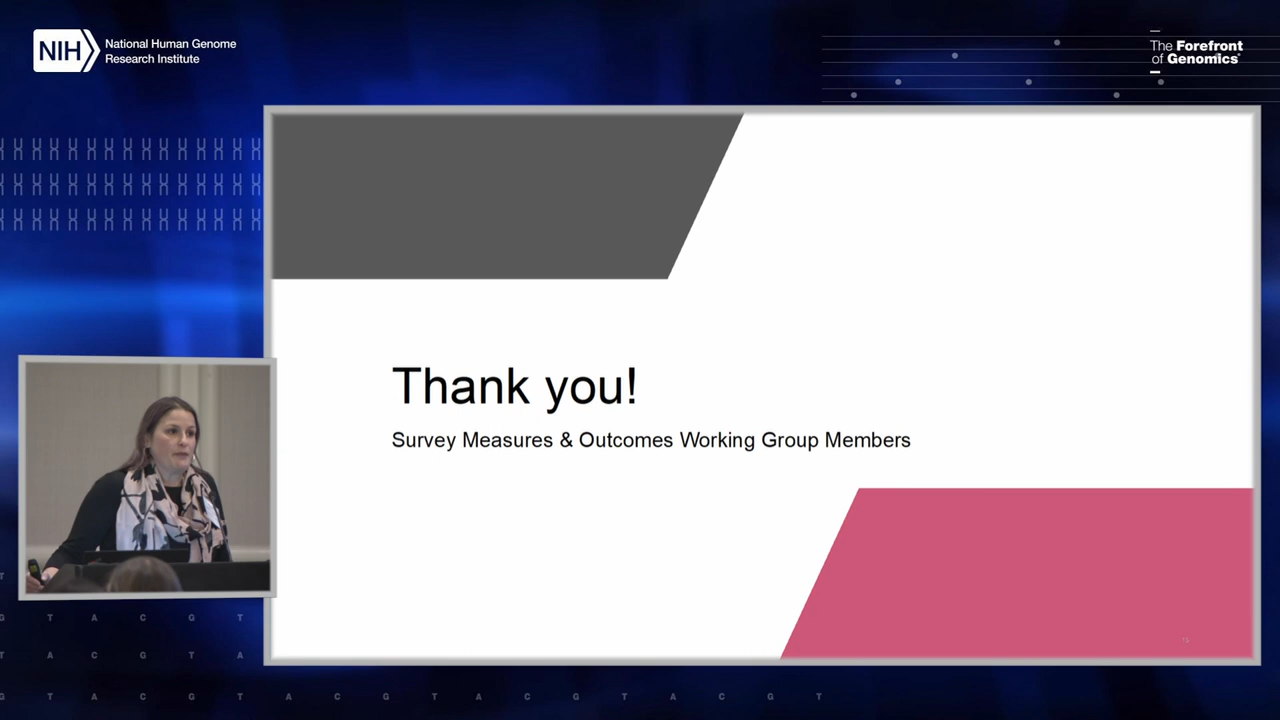 NIH
National Human Genome
Research Institute
The Forefront
of Genomics®
Thank you!
Survey Measures & Outcomes Working Group Members
T
G T A C G T
T A C G T A
G T A C G T A C G T A C G T A C G T